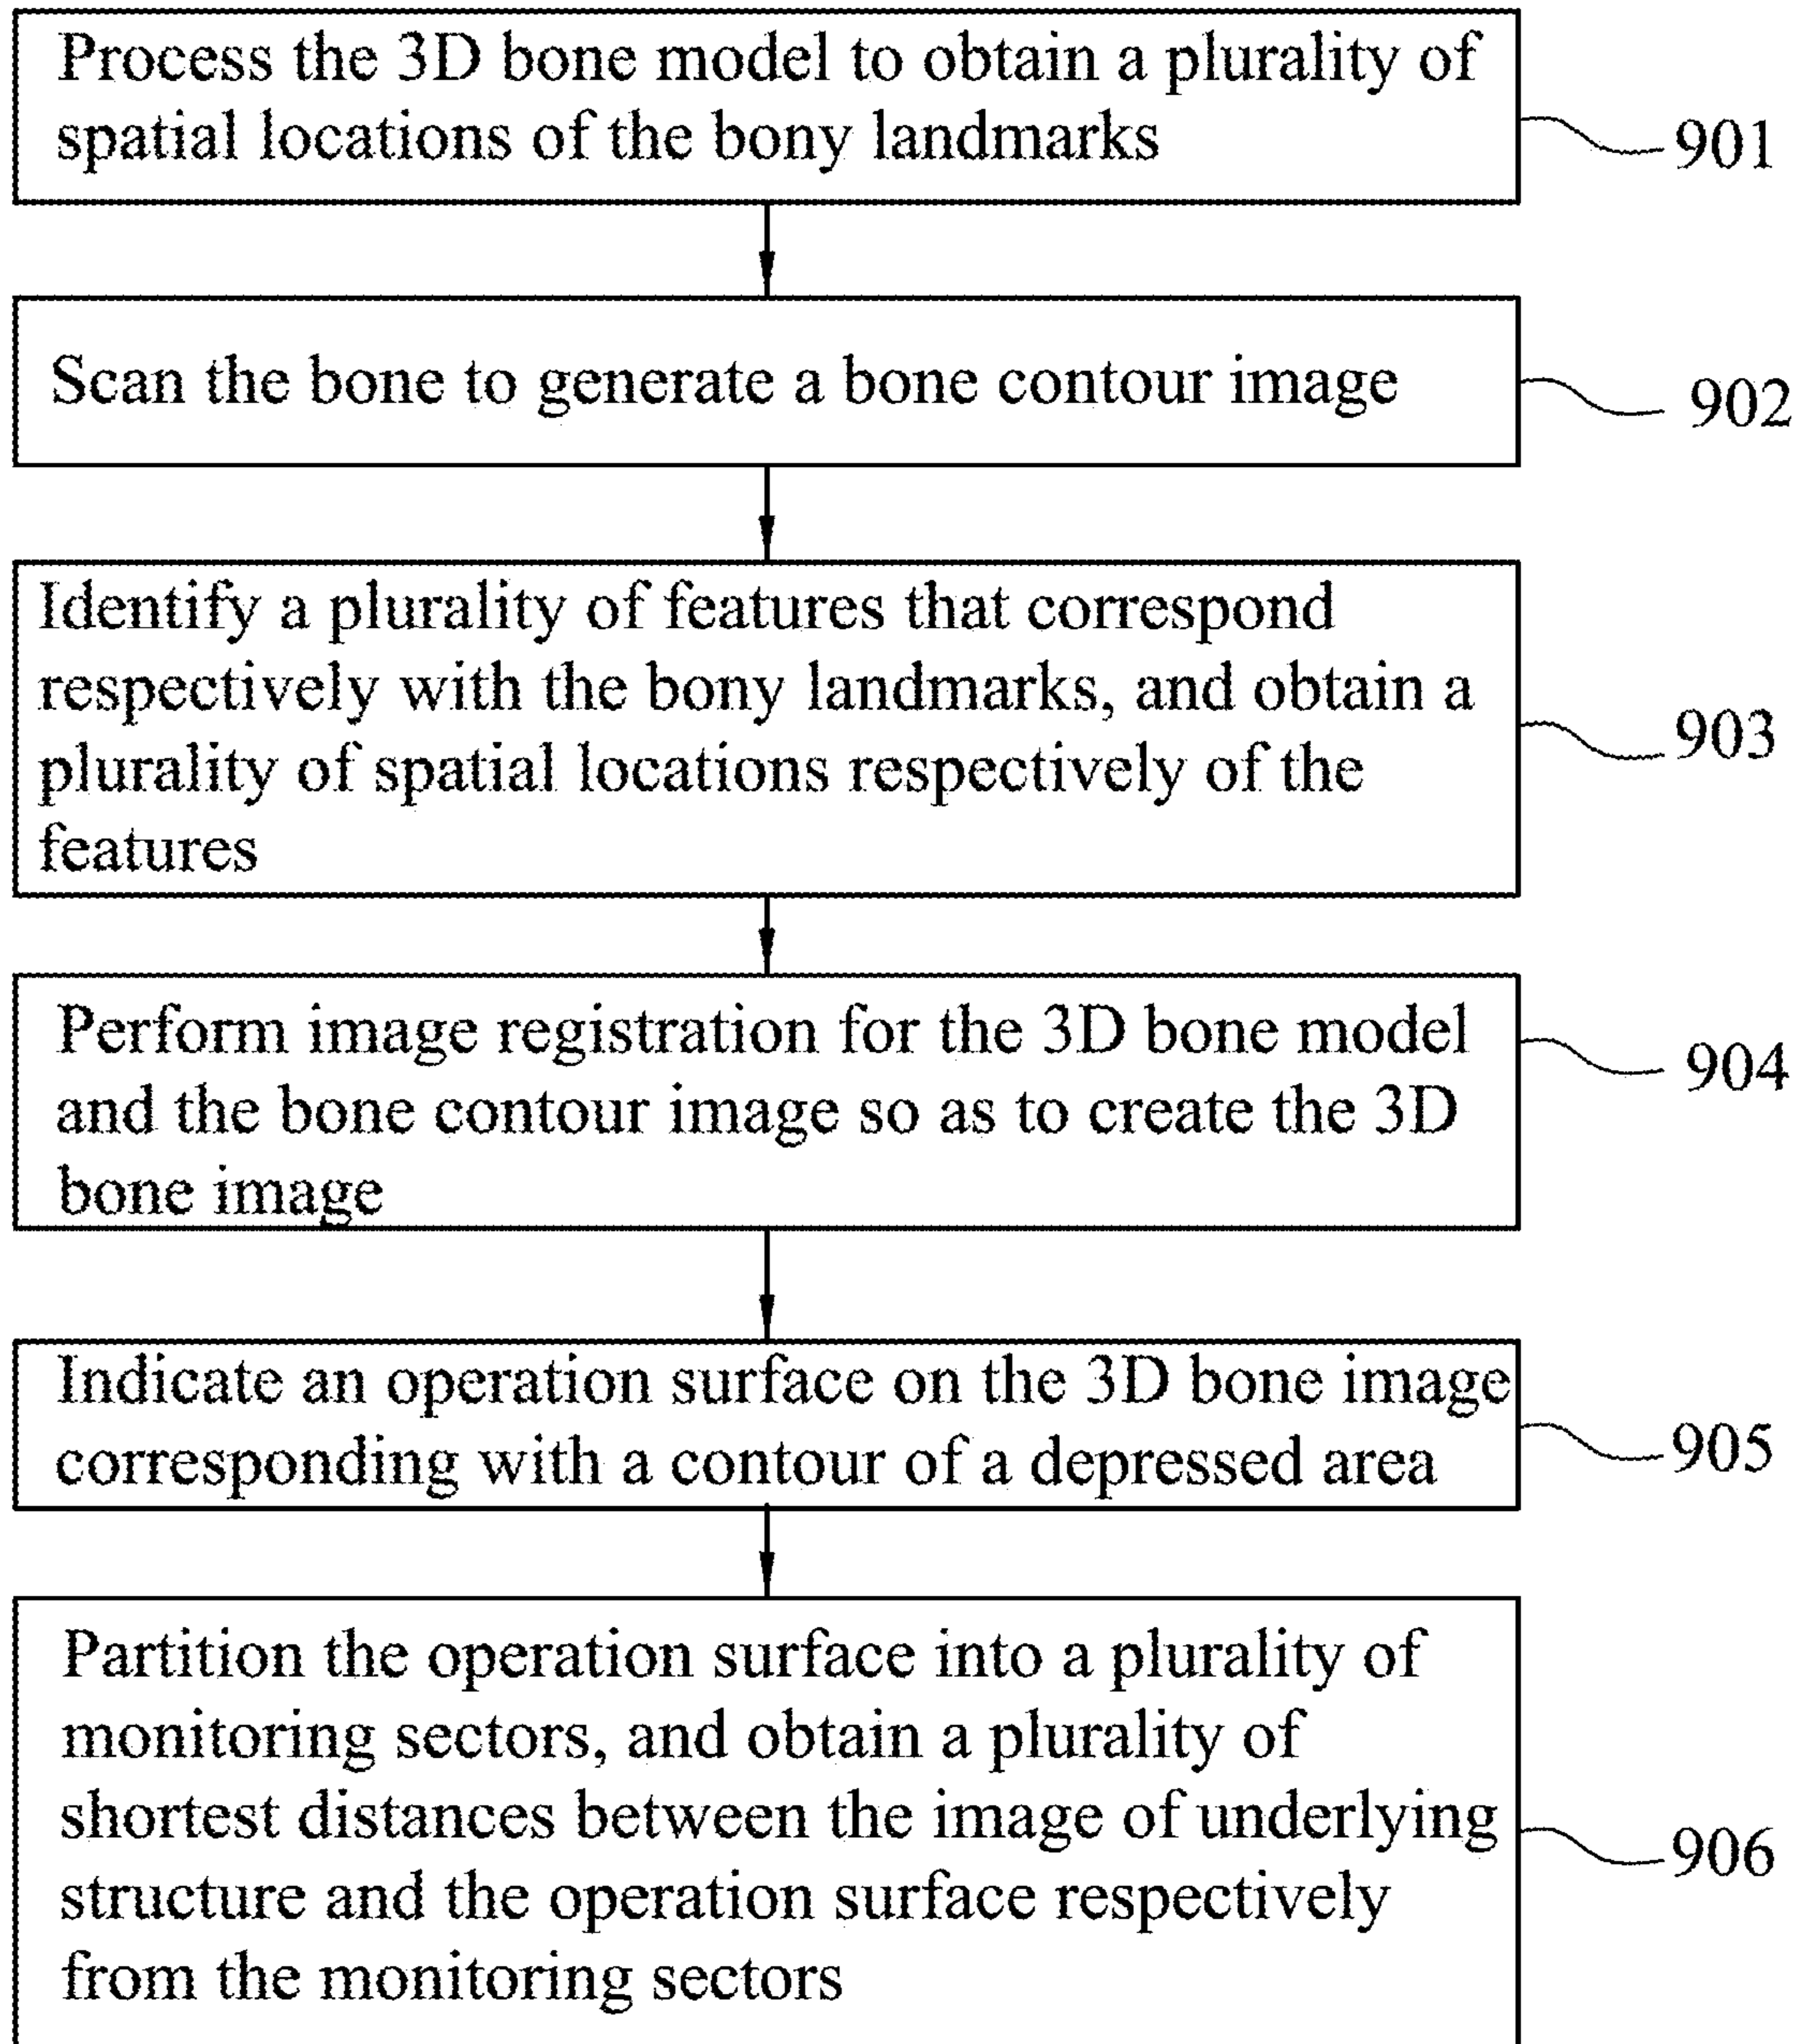 Process the 3D bone model to obtain a plurality of
spatial locations of the bony landmarks
901
Scan the bone to generate a bone contour image
902
Identify a plurality of features that correspond
respectively with the bony landmarks, and obtain a
plurality of spatial locations respectively of the
features
903
Perform image registration for the 3D bone model
and the bone contour image so as to create the 3D
bone image
904
Indicate an operation surface on the 3D bone image
corresponding with a contour of a depressed area
905
Partition the operation surface into a plurality of
monitoring sectors, and obtain a plurality of
shortest distances between the image of underlying
structure and the operation surface respectively
from the monitoring sectors
906